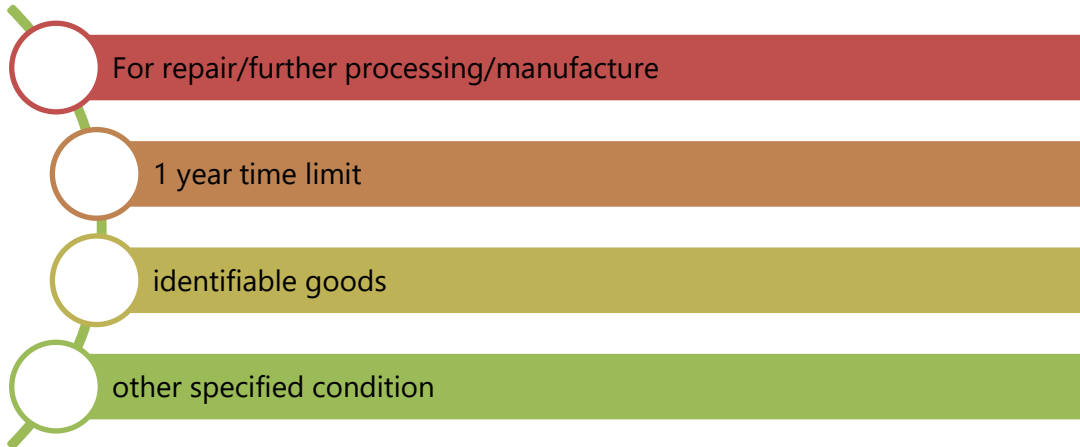 For repair/further processing/manufacture
1 year time limit
identifiable goods
other specified condition